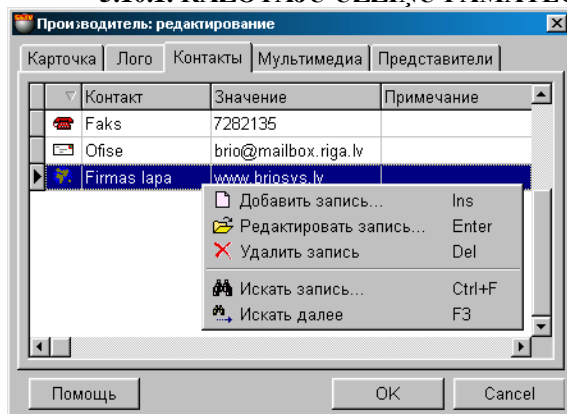 Производитель: редактирование
Карточка Лого Контакты Мультимедиа Представители
Контакт Значение Примечание
Faks 7282135
Ofise brio@mailbox.riga.lv
Firmas lapa www.briosys.lv
Добавить запись... Ins
Редактировать запись... Enter
Удалить запись Del
Искать запись... Ctrl+F
Искать далее F3
Помощь OK Cancel